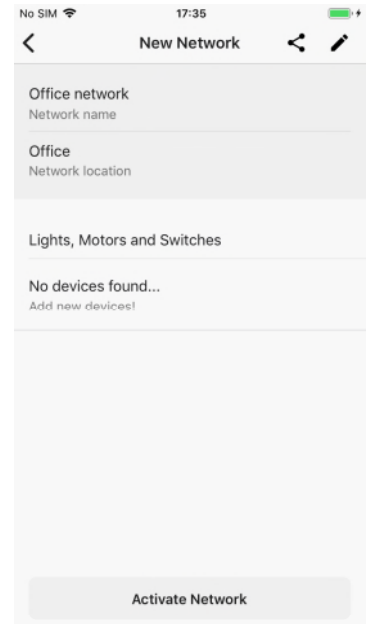 No SIM 17:35
New Network
Office network
Network name
Office
Network location
Lights, Motors and Switches
No devices found...
Add new devices!
Activate Network